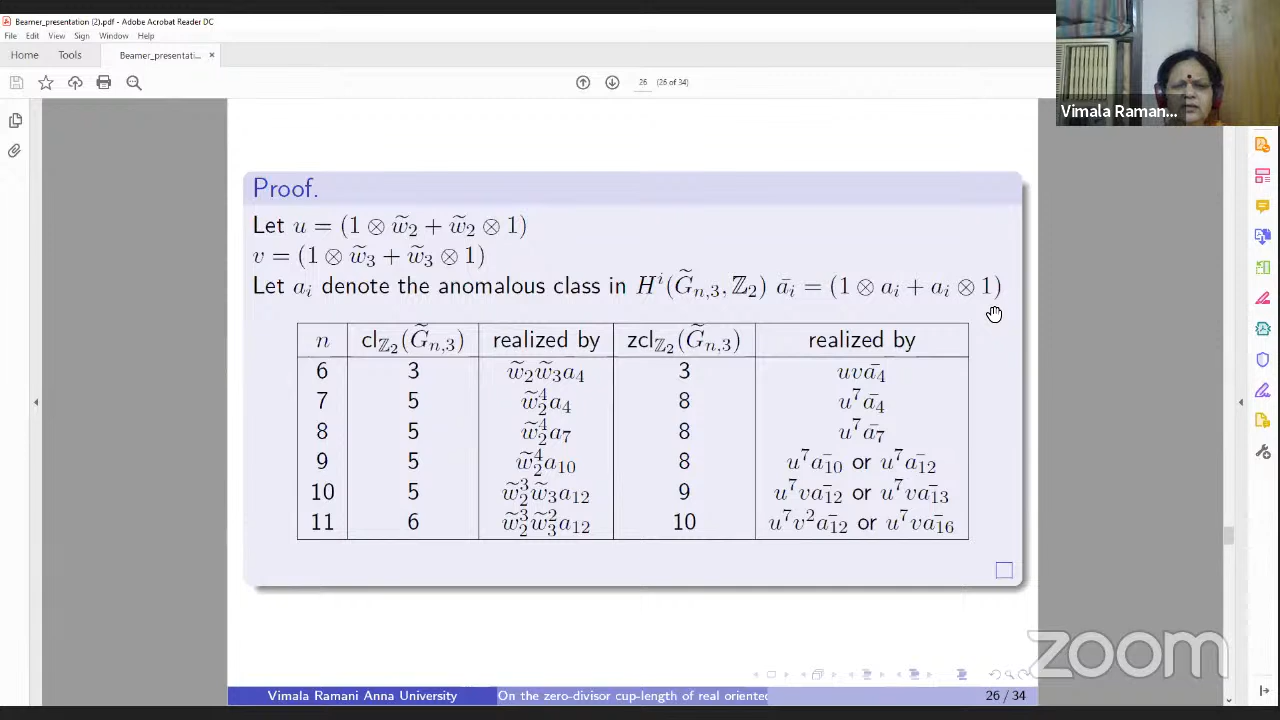 Beamer_presentation (2).pdf - Adobe Acrobat Reader DC
File Edit View Sign Window Help
Home Tools Beamer_presentati... ×
26 (26 of 34)
Vimala Raman...
Proof.
Let u = (1 ⊗ w̃₂ + w̃₂ ⊗ 1)
v = (1 ⊗ w̃₃ + w̃₃ ⊗ 1)
Let aᵢ denote the anomalous class in Hⁱ(G̃ₙ,₃, ℤ₂) āᵢ = (1 ⊗ aᵢ + aᵢ ⊗ 1)
n cl_ℤ₂(G̃ₙ,₃) realized by zcl_ℤ₂(G̃ₙ,₃) realized by
6 3 w̃₂w̃₃a₄ 3 uvā₄
7 5 w̃₂⁴a₄ 8 u⁷ā₄
8 5 w̃₂⁴a₇ 8 u⁷ā₇
9 5 w̃₂⁴a₁₀ 8 u⁷ā₁₀ or u⁷ā₁₂
10 5 w̃₂³w̃₃a₁₂ 9 u⁷vā₁₂ or u⁷vā₁₃
11 6 w̃₂³w̃₃²a₁₂ 10 u⁷v²ā₁₂ or u⁷vā₁₆
zoom
Vimala Ramani Anna University On the zero-divisor cup-length of real oriented 26 / 34